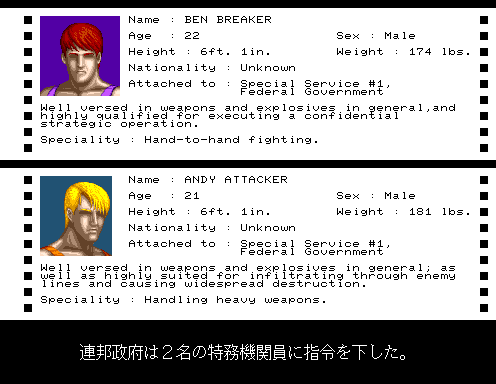 Name : BEN BREAKER
Age : 22 Sex : Male
Height : 6ft. 1in. Weight : 174 lbs.
Nationality : Unknown
Attached to : Special Service #1,
Federal Government
Well versed in weapons and explosives in general,and
highly qualified for executing a confidential
strategic operation.
Speciality : Hand-to-hand fighting.
Name : ANDY ATTACKER
Age : 21 Sex : Male
Height : 6ft. 1in. Weight : 181 lbs.
Nationality : Unknown
Attached to : Special Service #1,
Federal Government
Well versed in weapons and explosives in general; as
well as highly suited for infiltrating through enemy
lines and causing widespread destruction.
Speciality : Handling heavy weapons.
連邦政府は２名の特務機関員に指令を下した。